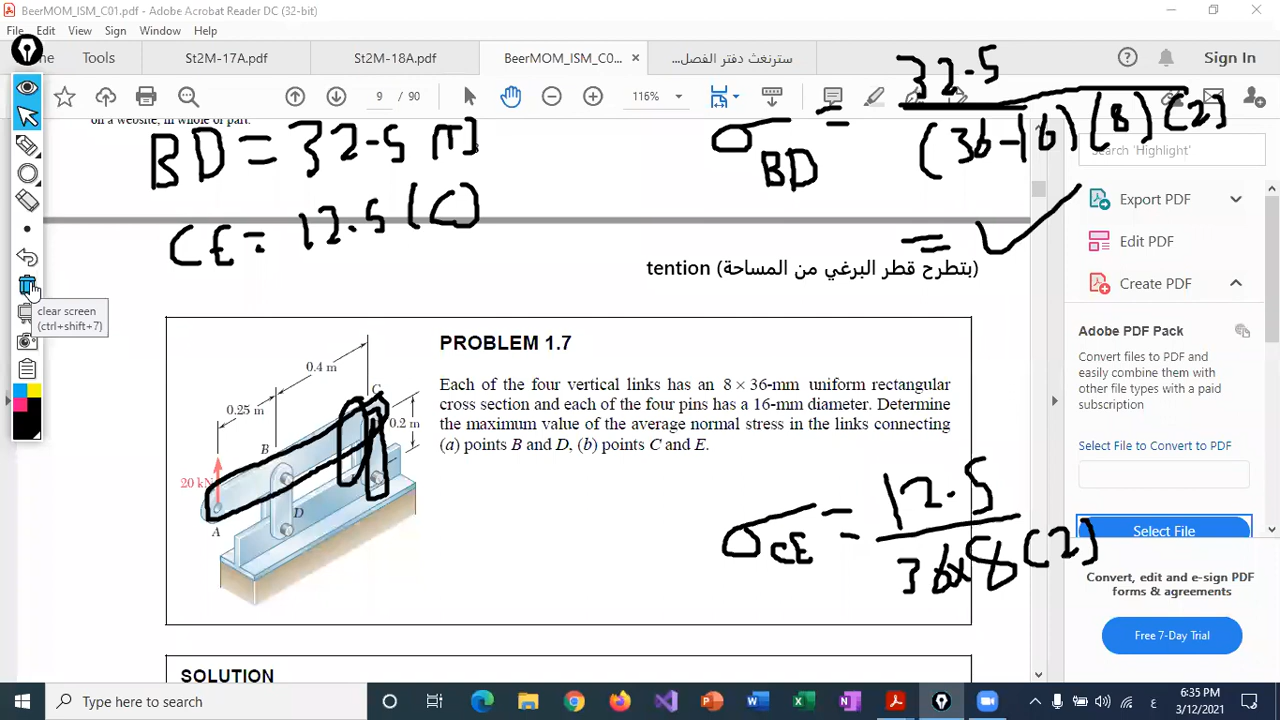 BeerMOM_ISM_C01.pdf - Adobe Acrobat Reader DC (32-bit)
File Edit View Sign Window Help
me Tools St2M-17A.pdf St2M-18A.pdf BeerMOM_ISM_C0... × سترنغث دفتر الفصل... Sign In
9 / 90 116%
on a website, in whole or part.
BD = 32.5 [T]
CE = 12.5 (C)
σBD = 32.5
(36-16) (8) (2)
= ✓
tention (بتطرح قطر البرغي من المساحة)
clear screen
(ctrl+shift+7)
PROBLEM 1.7
Each of the four vertical links has an 8 × 36-mm uniform rectangular
cross section and each of the four pins has a 16-mm diameter. Determine
the maximum value of the average normal stress in the links connecting
(a) points B and D, (b) points C and E.
0.4 m
C
0.25 m
0.2 m
B
20 kN
D
A
σCE = 12.5
36×8 (2)
SOLUTION
Search 'Highlight'
Export PDF
Edit PDF
Create PDF
Adobe PDF Pack
Convert files to PDF and
easily combine them
with other file types with a paid
subscription.
Select File to Convert to PDF
Select File
Convert, edit and e-sign PDF
forms & agreements
Free 7-Day Trial
Type here to search
ع 6:35 PM
3/12/2021